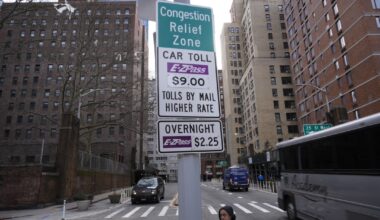 Congestion
Relief
Zone
CAR TOLL
E-ZPass
$9.00
TOLLS BY MAIL
HIGHER RATE
OVERNIGHT
E-ZPass $2.25